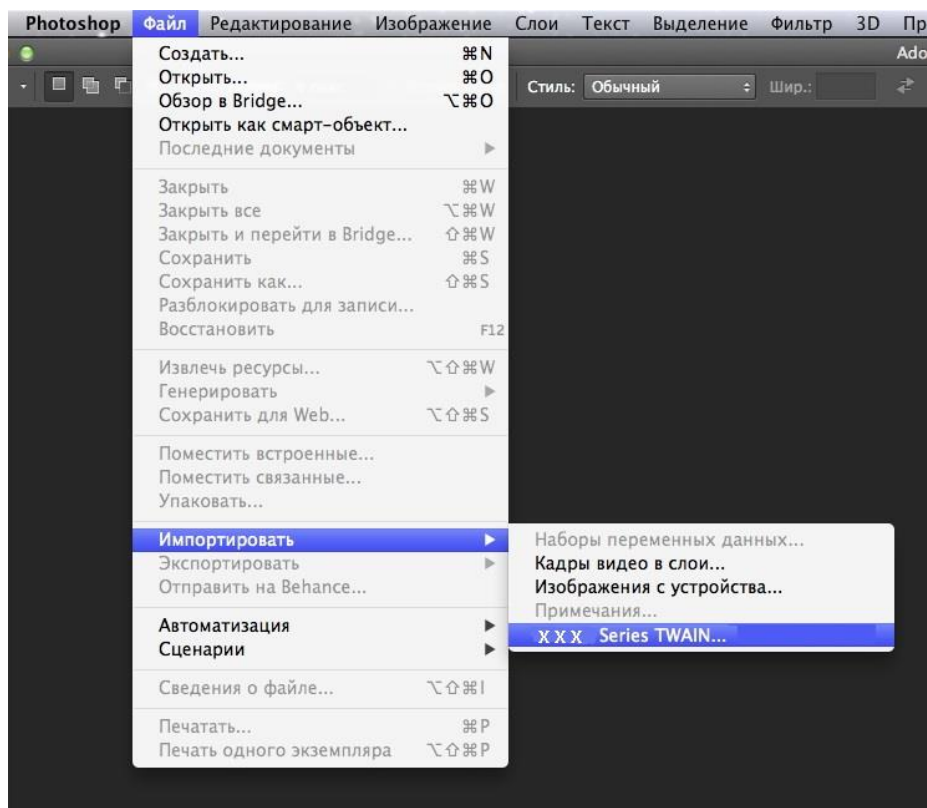 Photoshop Файл Редактирование Изображение Слои Текст Выделение Фильтр 3D Пр
Ado
Стиль: Обычный Шир.:
Создать... ⌘N
Открыть... ⌘O
Обзор в Bridge... ⌥⌘O
Открыть как смарт-объект...
Последние документы
Закрыть ⌘W
Закрыть все ⌥⌘W
Закрыть и перейти в Bridge... ⇧⌘W
Сохранить ⌘S
Сохранить как... ⇧⌘S
Разблокировать для записи...
Восстановить F12
Извлечь ресурсы... ⌥⇧⌘W
Генерировать
Сохранить для Web... ⌥⇧⌘S
Поместить встроенные...
Поместить связанные...
Упаковать...
Импортировать
Экспортировать
Отправить на Behance...
Автоматизация
Сценарии
Сведения о файле... ⌥⇧⌘I
Печатать... ⌘P
Печать одного экземпляра ⌥⇧⌘P
Наборы переменных данных...
Кадры видео в слои...
Изображения с устройства...
Примечания...
XXX Series TWAIN...